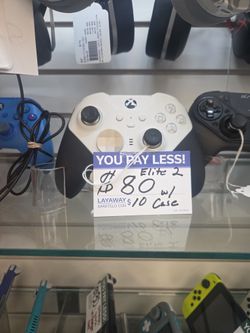 YOU PAY LESS!
Elite 2
$80 w/
LAYAWAY $10 Case